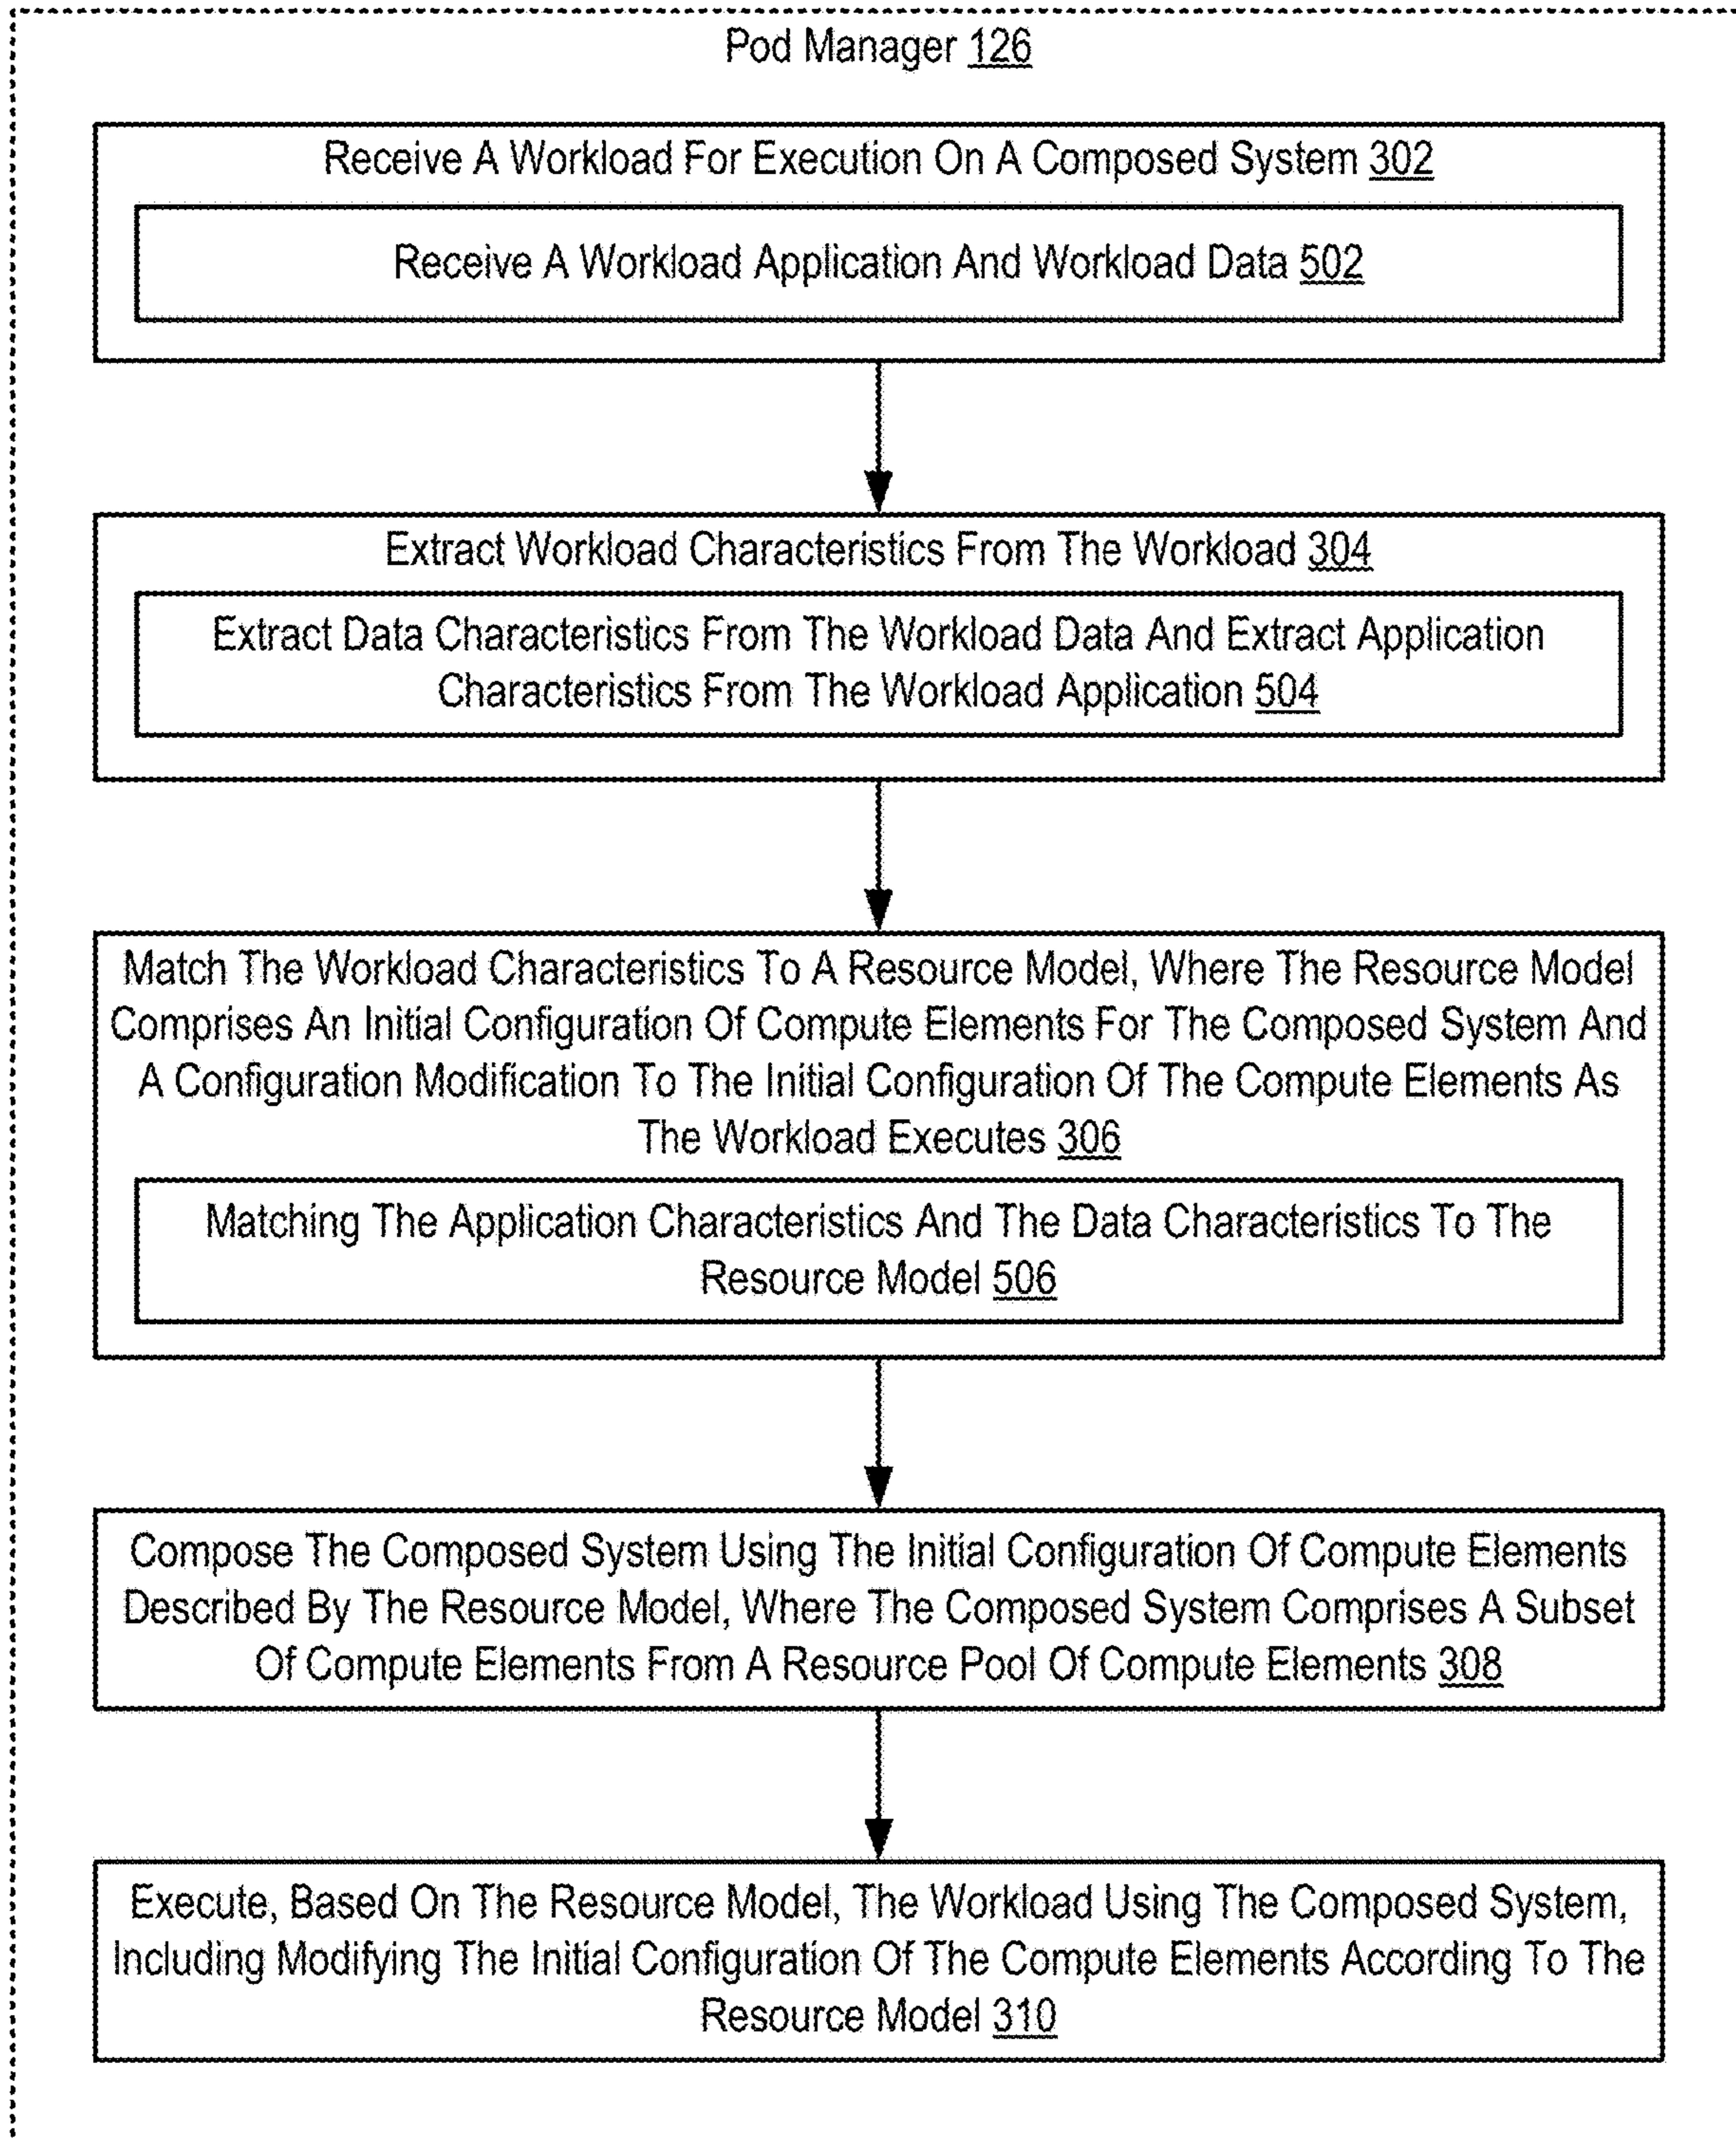 Pod Manager 126
Receive A Workload For Execution On A Composed System 302
Receive A Workload Application And Workload Data 502
Extract Workload Characteristics From The Workload 304
Extract Data Characteristics From The Workload Data And Extract Application
Characteristics From The Workload Application 504
Match The Workload Characteristics To A Resource Model, Where The Resource Model
Comprises An Initial Configuration Of Compute Elements For The Composed System And
A Configuration Modification To The Initial Configuration Of The Compute Elements As
The Workload Executes 306
Matching The Application Characteristics And The Data Characteristics To The
Resource Model 506
Compose The Composed System Using The Initial Configuration Of Compute Elements
Described By The Resource Model, Where The Composed System Comprises A Subset
Of Compute Elements From A Resource Pool Of Compute Elements 308
Execute, Based On The Resource Model, The Workload Using The Composed System,
Including Modifying The Initial Configuration Of The Compute Elements According To The
Resource Model 310